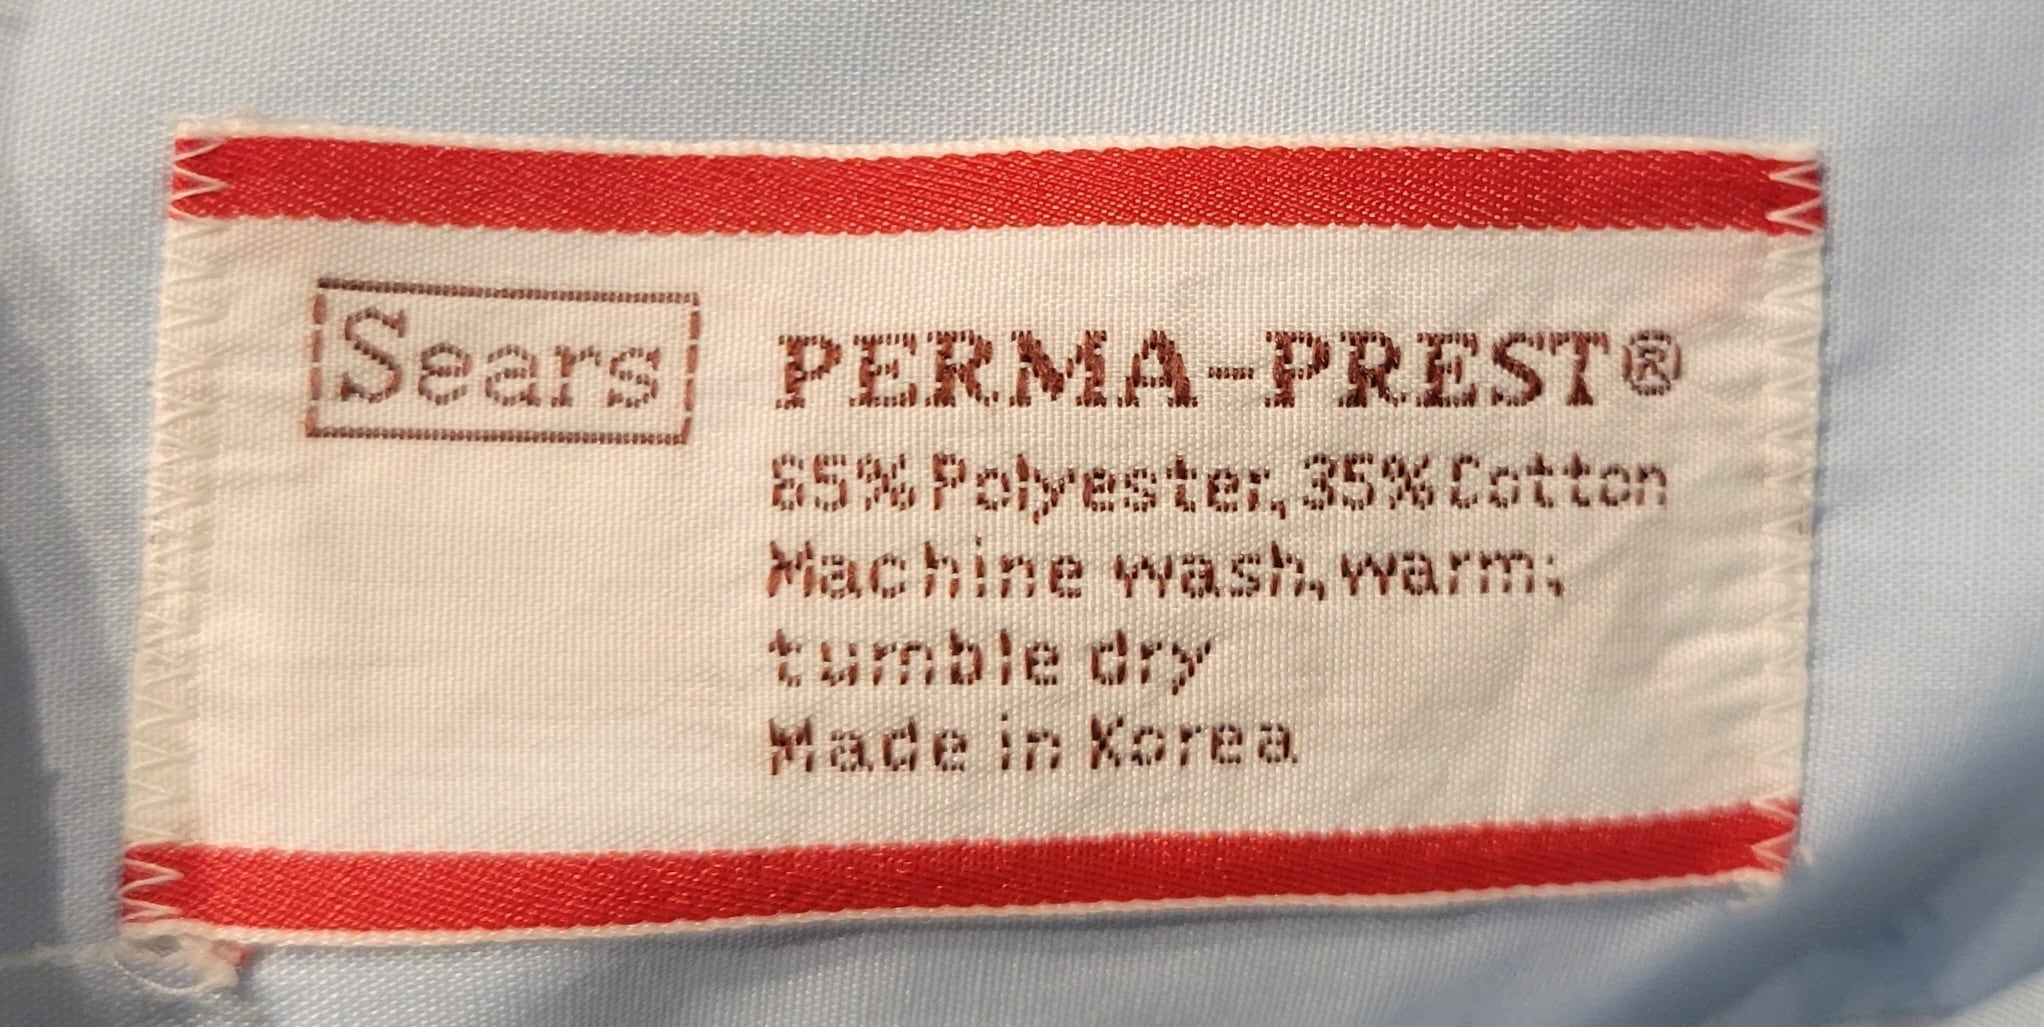 Sears
PERMA-PREST®
65% Polyester, 35% Cotton
Machine wash, warm;
tumble dry
Made in Korea